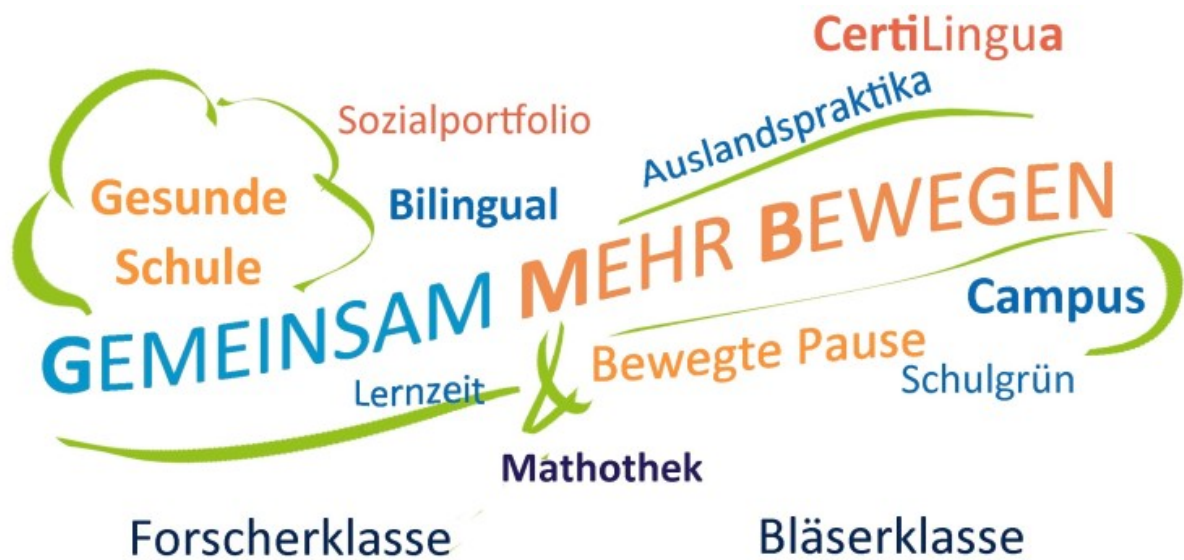 CertiLingua
Sozialportfolio
Auslandspraktika
Gesunde
Schule
Bilingual
GEMEINSAM MEHR BEWEGEN
Campus
Bewegte Pause
Lernzeit
Schulgrün
Mathothek
Forscherklasse
Bläserklasse